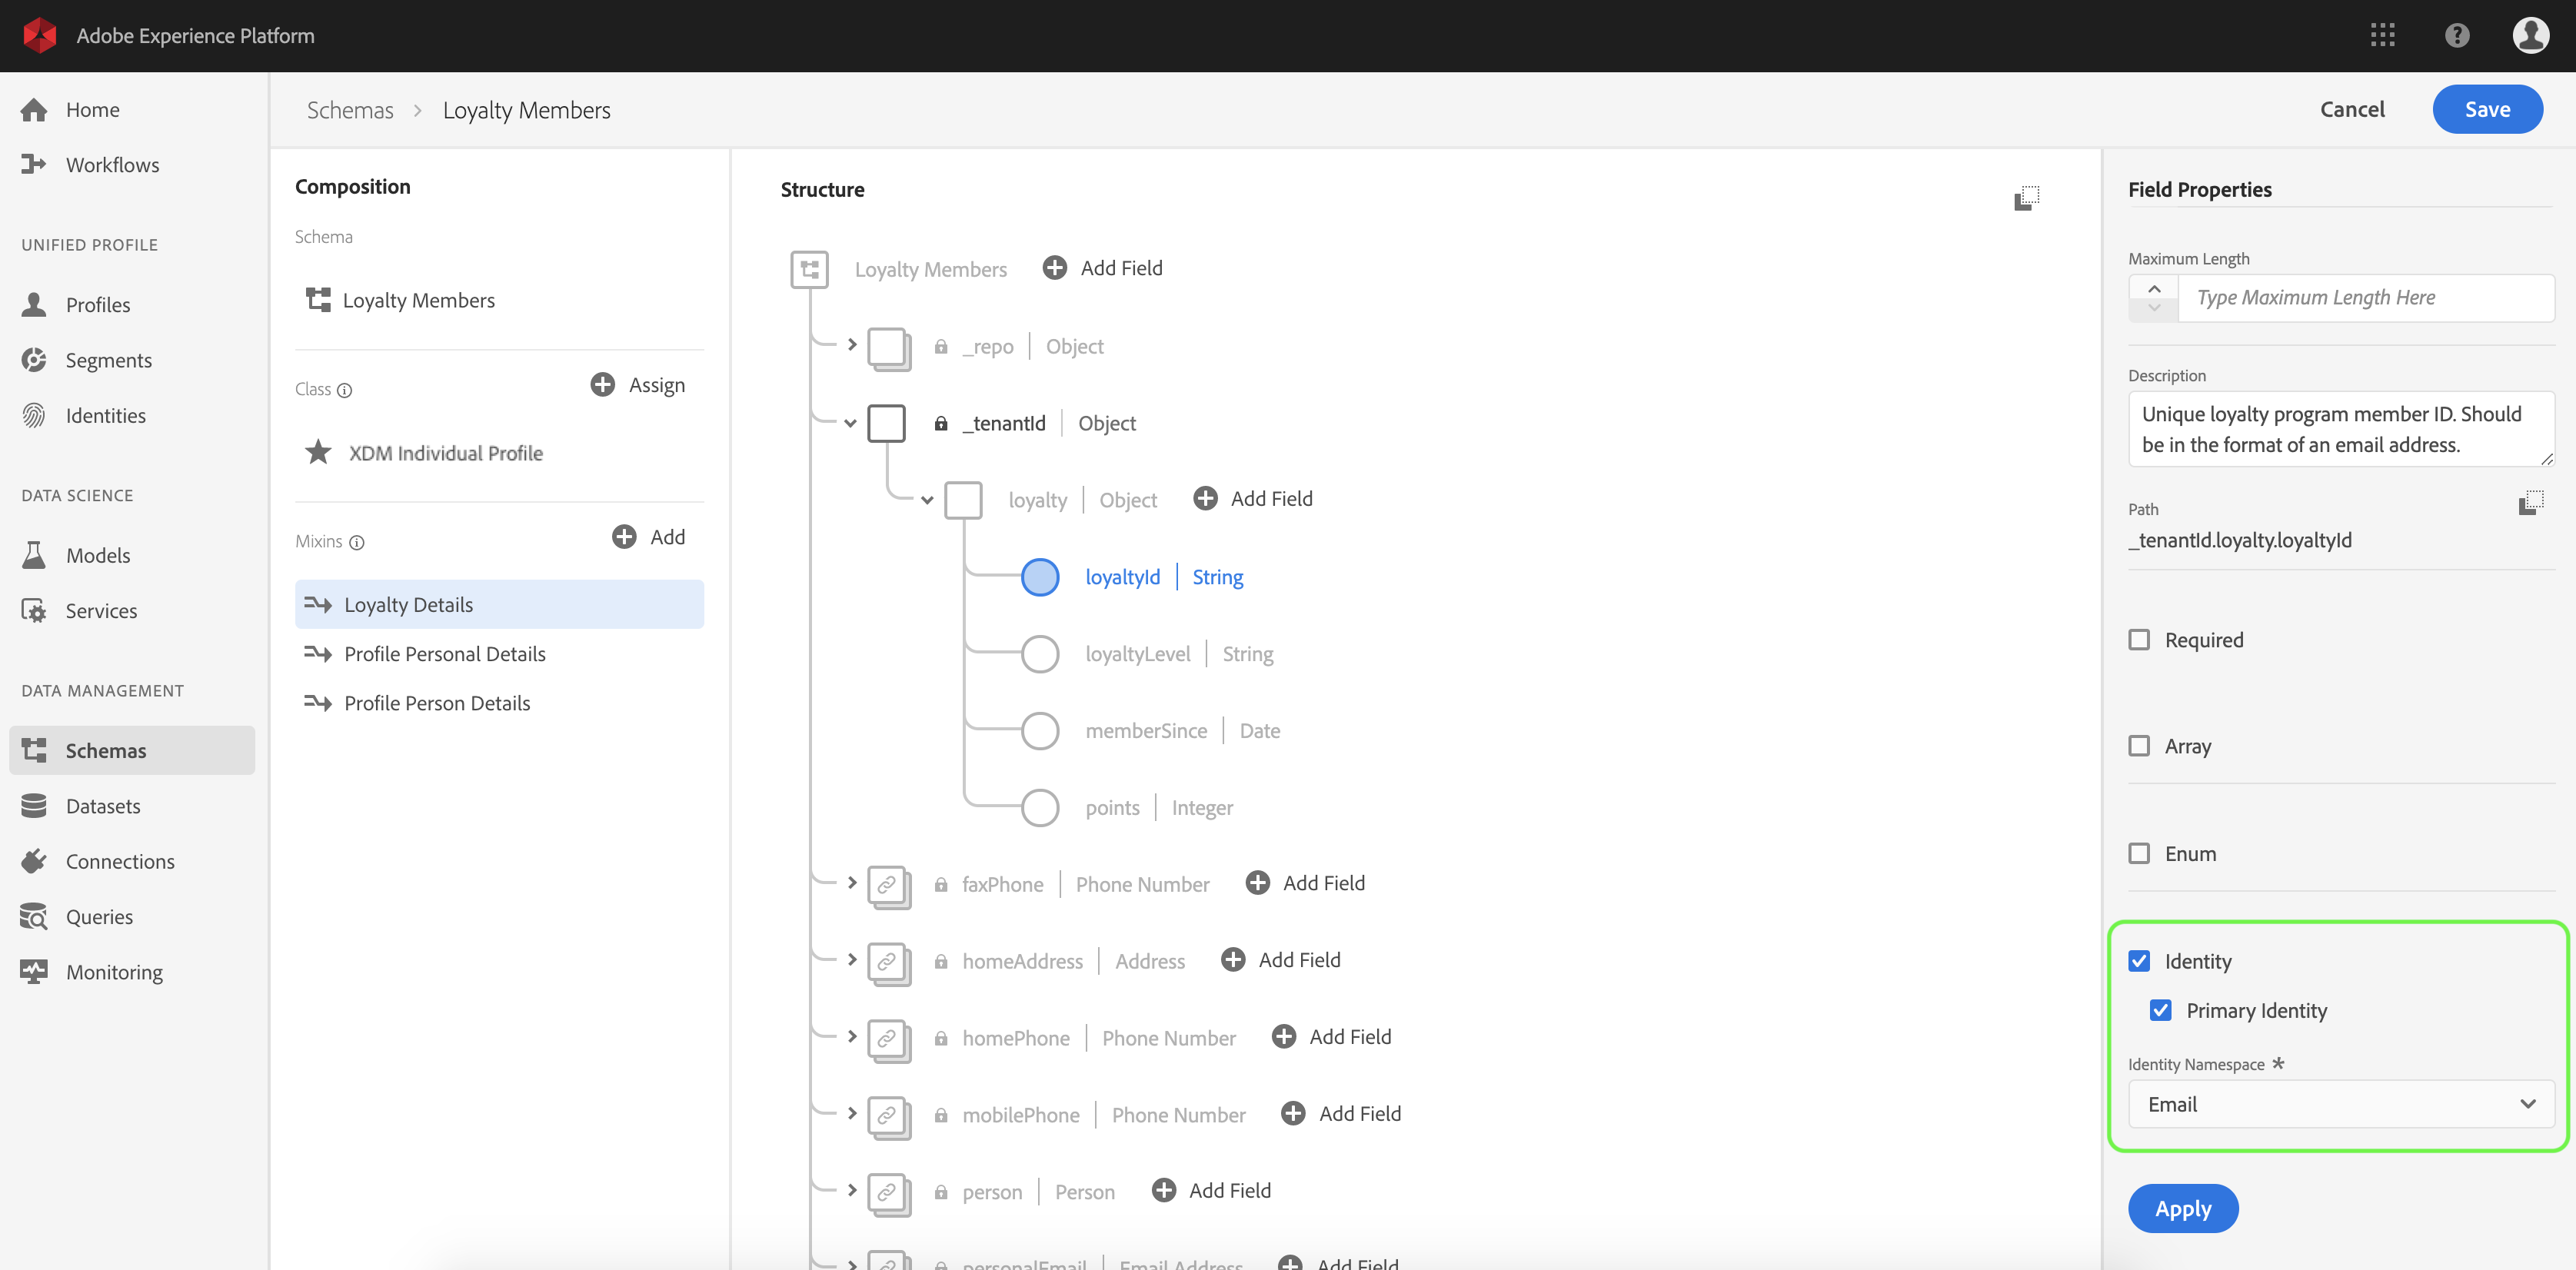 Adobe Experience Platform
Home
Workflows
UNIFIED PROFILE
Profiles
Segments
Identities
DATA SCIENCE
Models
Services
DATA MANAGEMENT
Schemas
Datasets
Connections
Queries
Monitoring
Schemas > Loyalty Members
Cancel
Save
Composition
Schema
Loyalty Members
Class
Assign
XDM Individual Profile
Mixins
Add
Loyalty Details
Profile Personal Details
Profile Person Details
Structure
Loyalty Members Add Field
_repo | Object
_tenantId | Object
loyalty | Object Add Field
loyaltyId | String
loyaltyLevel | String
memberSince | Date
points | Integer
faxPhone | Phone Number Add Field
homeAddress | Address Add Field
homePhone | Phone Number Add Field
mobilePhone | Phone Number Add Field
person | Person Add Field
personalEmail | Email Address Add Field
Field Properties
Maximum Length
Type Maximum Length Here
Description
Unique loyalty program member ID. Should
be in the format of an email address.
Path
_tenantId.loyalty.loyaltyId
Required
Array
Enum
Identity
Primary Identity
Identity Namespace *
Email
Apply